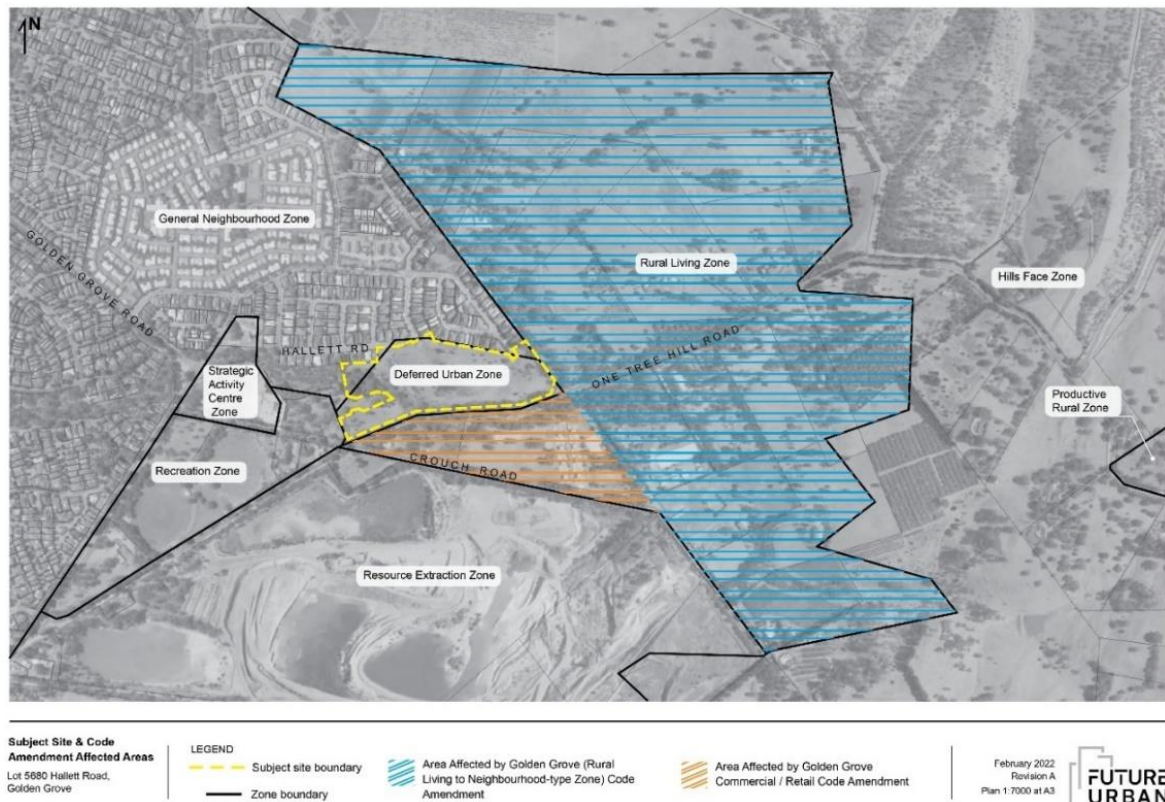 N
General Neighbourhood Zone
GOLDEN GROVE ROAD
Rural Living Zone
Hills Face Zone
HALLETT RD
ONE TREE HILL ROAD
Strategic
Activity
Centre
Zone
Deferred Urban Zone
Productive
Rural Zone
Recreation Zone
CROUCH ROAD
Resource Extraction Zone
Subject Site & Code
Amendment Affected Areas
Lot 5680 Hallett Road,
Golden Grove
LEGEND
Subject site boundary
Zone boundary
Area Affected by Golden Grove (Rural
Living to Neighbourhood-type Zone) Code
Amendment
Area Affected by Golden Grove
Commercial / Retail Code Amendment
February 2022
Revision A
Plan 1:7000 at A3
FUTURE
URBAN